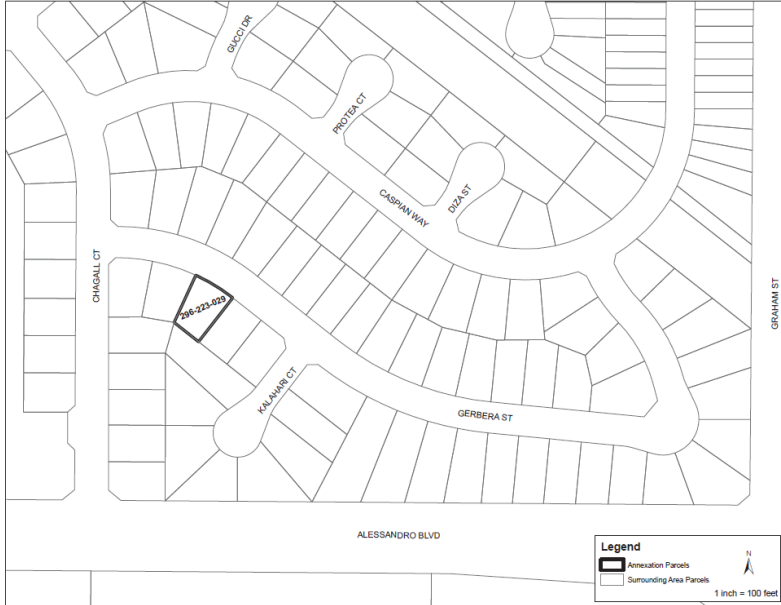 GUCCI DR
PROTEA CT
CASPIAN WAY
DIZA ST
CHAGALL CT
296-223-029
GRAHAM ST
KALAHARI CT
GERBERA ST
ALESSANDRO BLVD
Legend
Annexation Parcels
Surrounding Area Parcels
N
1 inch = 100 feet